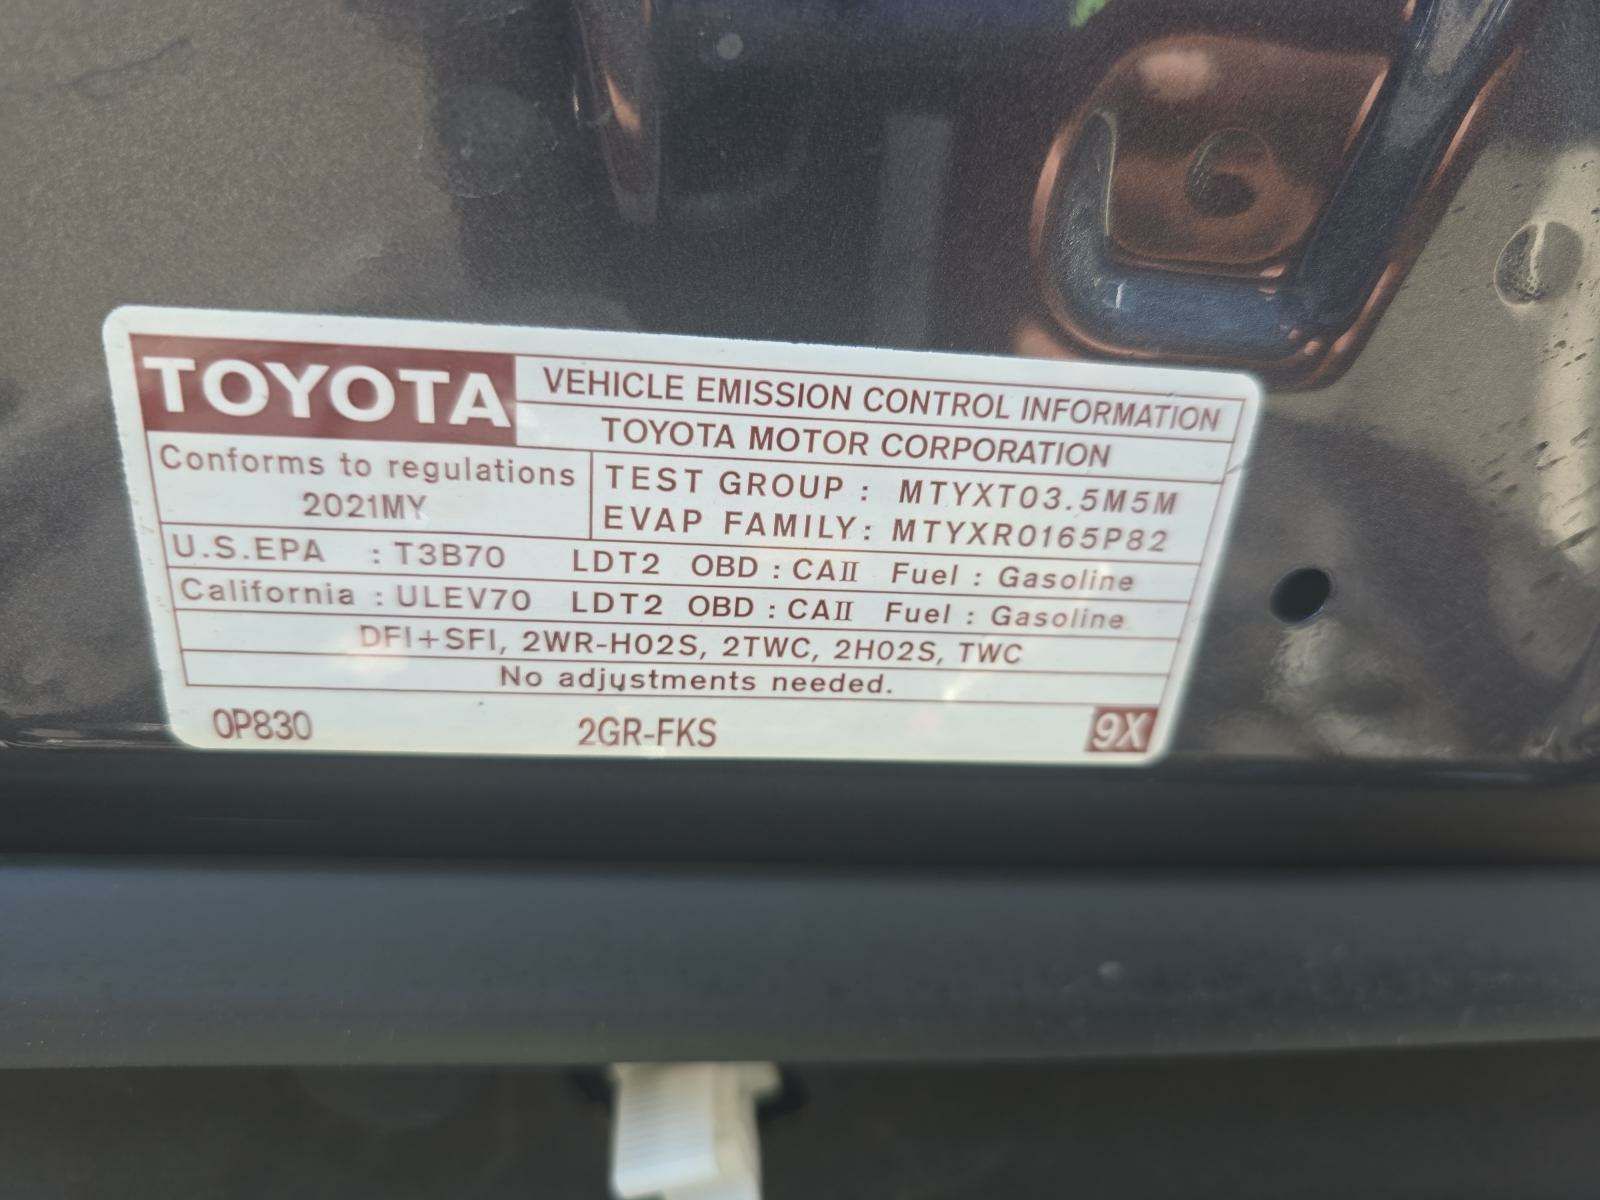 TOYOTA
VEHICLE EMISSION CONTROL INFORMATION
TOYOTA MOTOR CORPORATION
Conforms to regulations
2021MY
TEST GROUP : MTYXT03.5M5M
EVAP FAMILY: MTYXR0165P82
U.S.EPA : T3B70 LDT2 OBD : CAII Fuel : Gasoline
California : ULEV70 LDT2 OBD : CAII Fuel : Gasoline
DFI+SFI, 2WR-HO2S, 2TWC, 2HO2S, TWC
No adjustments needed.
0P830 2GR-FKS 9X